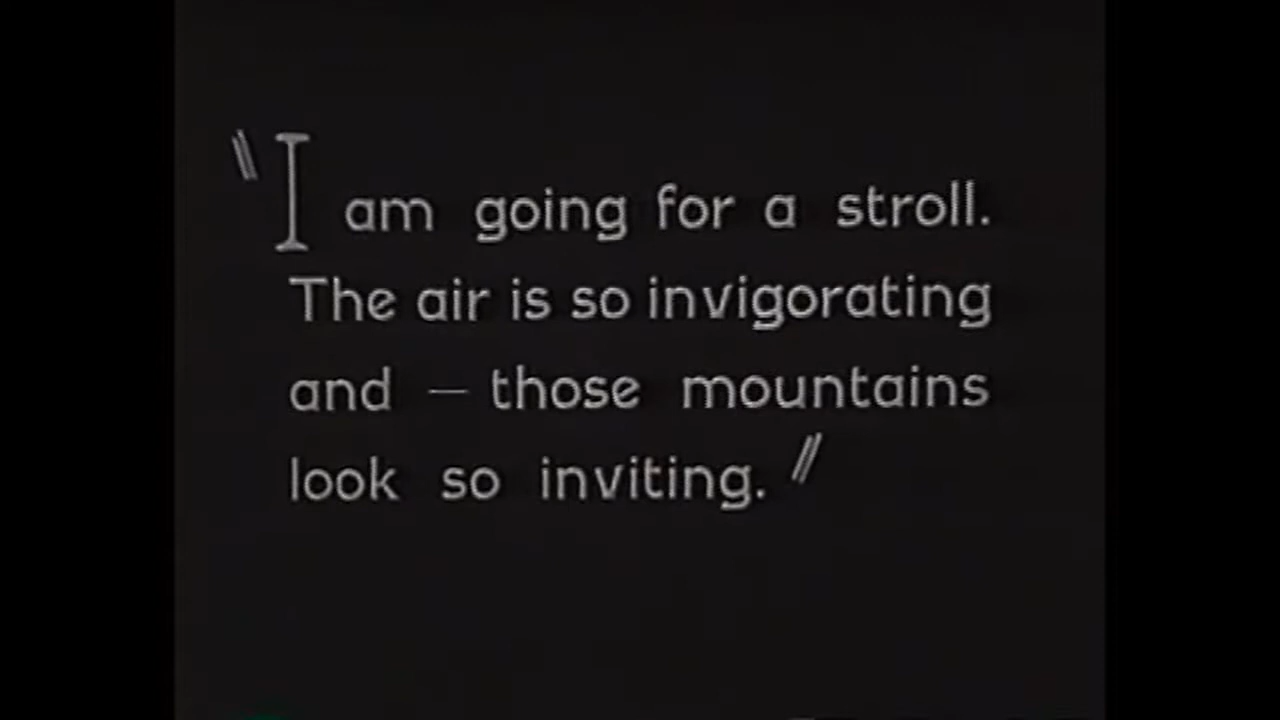 "I am going for a stroll.
The air is so invigorating
and — those mountains
look so inviting."